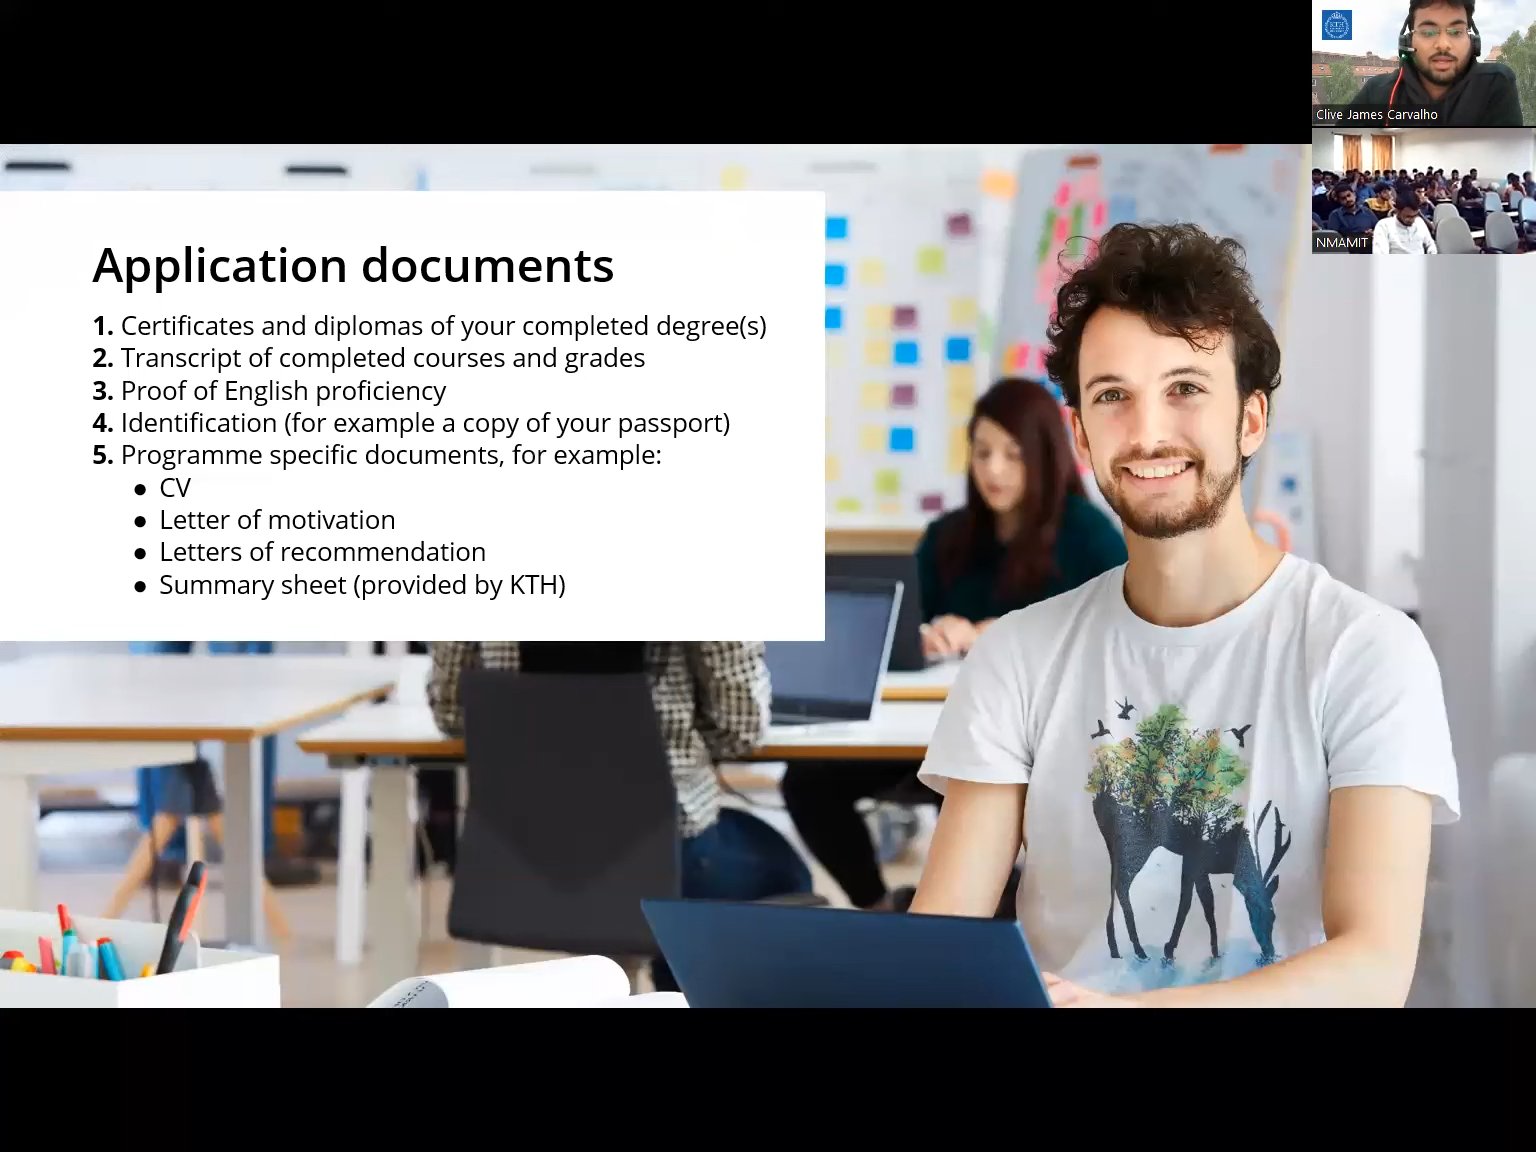 Application documents
1. Certificates and diplomas of your completed degree(s)
2. Transcript of completed courses and grades
3. Proof of English proficiency
4. Identification (for example a copy of your passport)
5. Programme specific documents, for example:
● CV
● Letter of motivation
● Letters of recommendation
● Summary sheet (provided by KTH)
KTH
Clive James Carvalho
NMAMIT